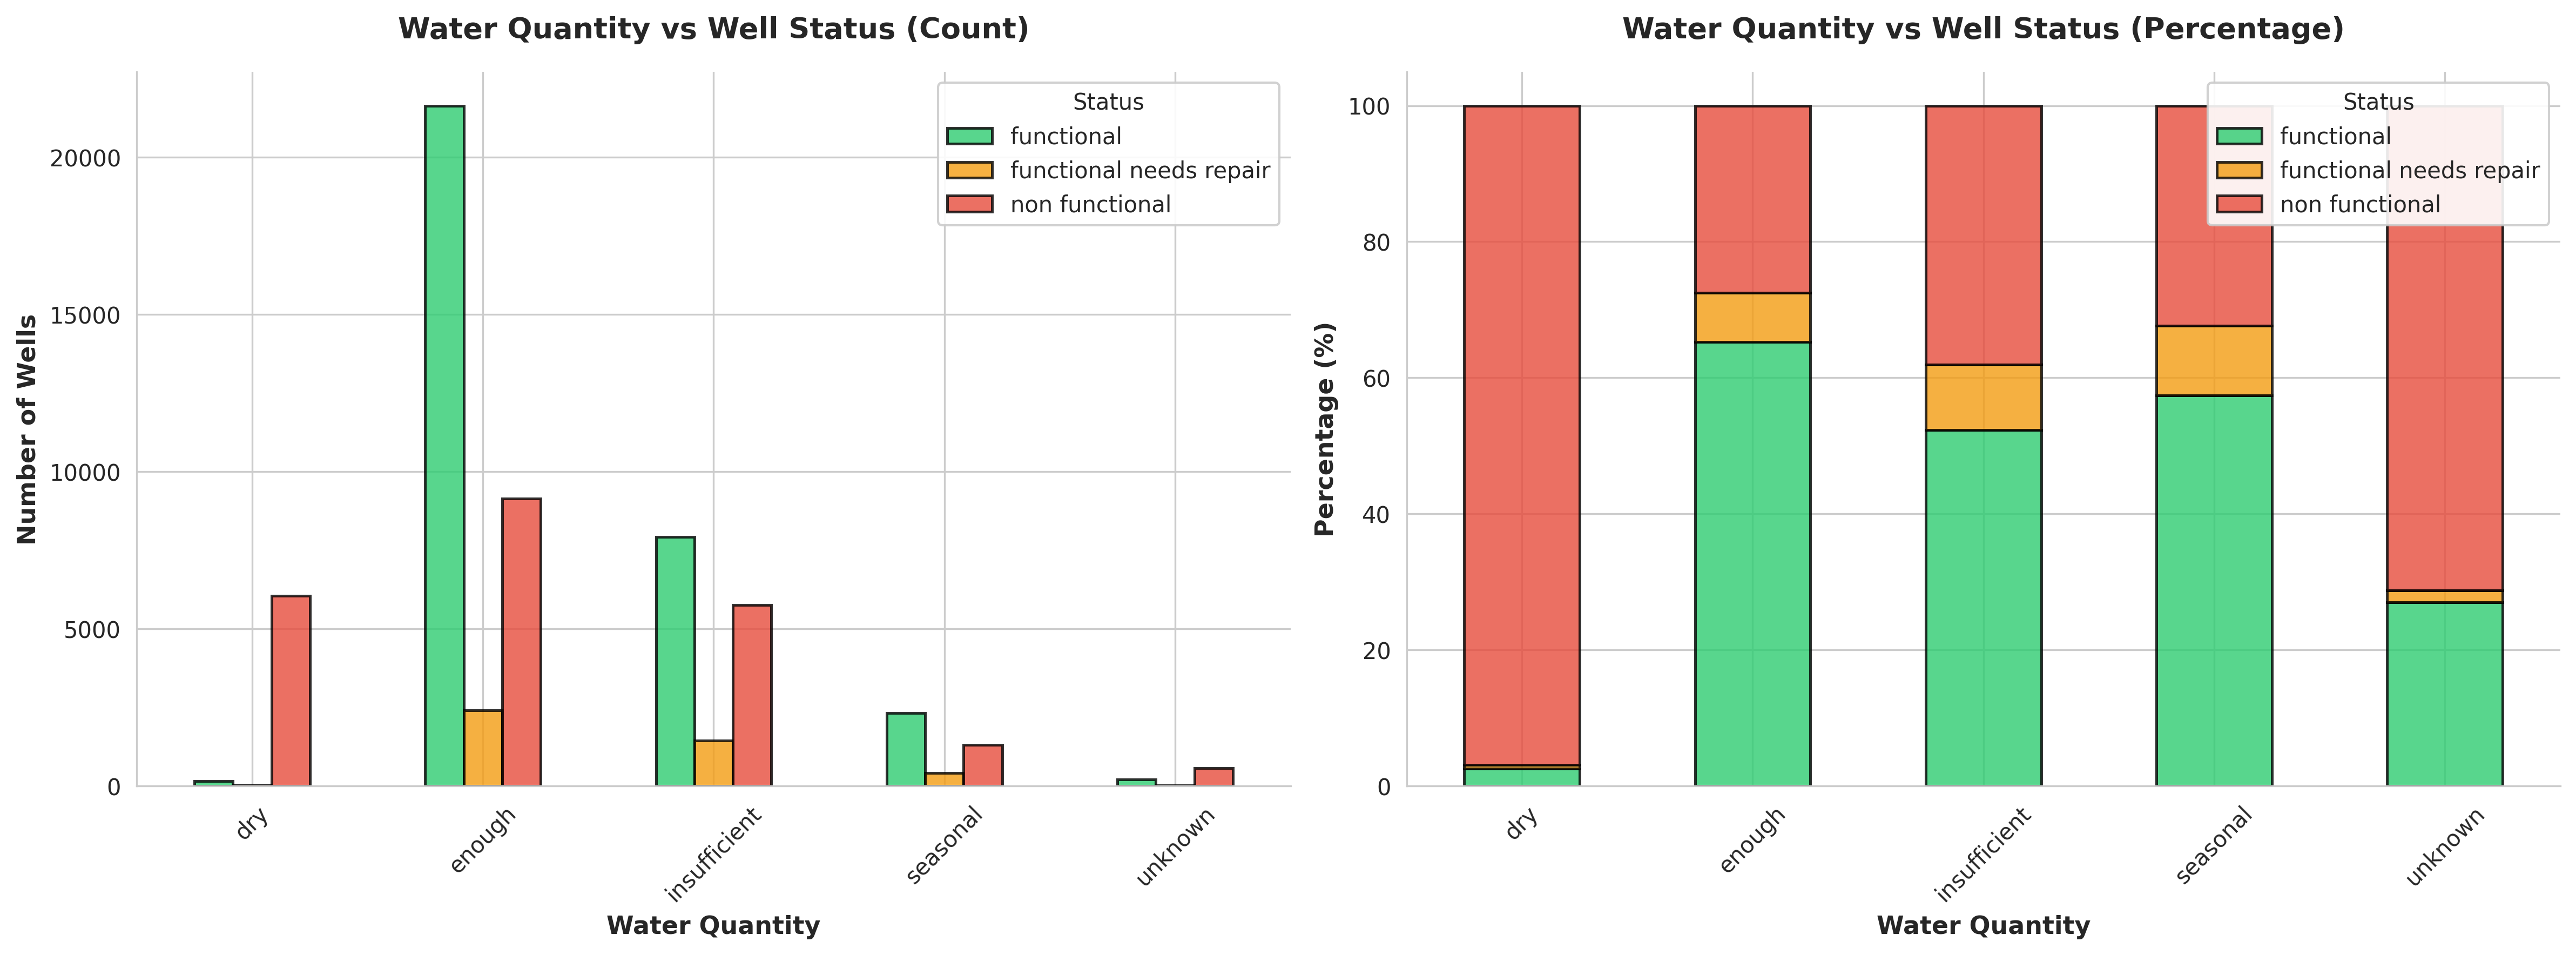 Water Quantity vs Well Status (Count)
Number of Wells
20000
15000
10000
5000
0
Status
functional
functional needs repair
non functional
dry
enough
insufficient
seasonal
unknown
Water Quantity
Water Quantity vs Well Status (Percentage)
Percentage (%)
100
80
60
40
20
0
Status
functional
functional needs repair
non functional
dry
enough
insufficient
seasonal
unknown
Water Quantity